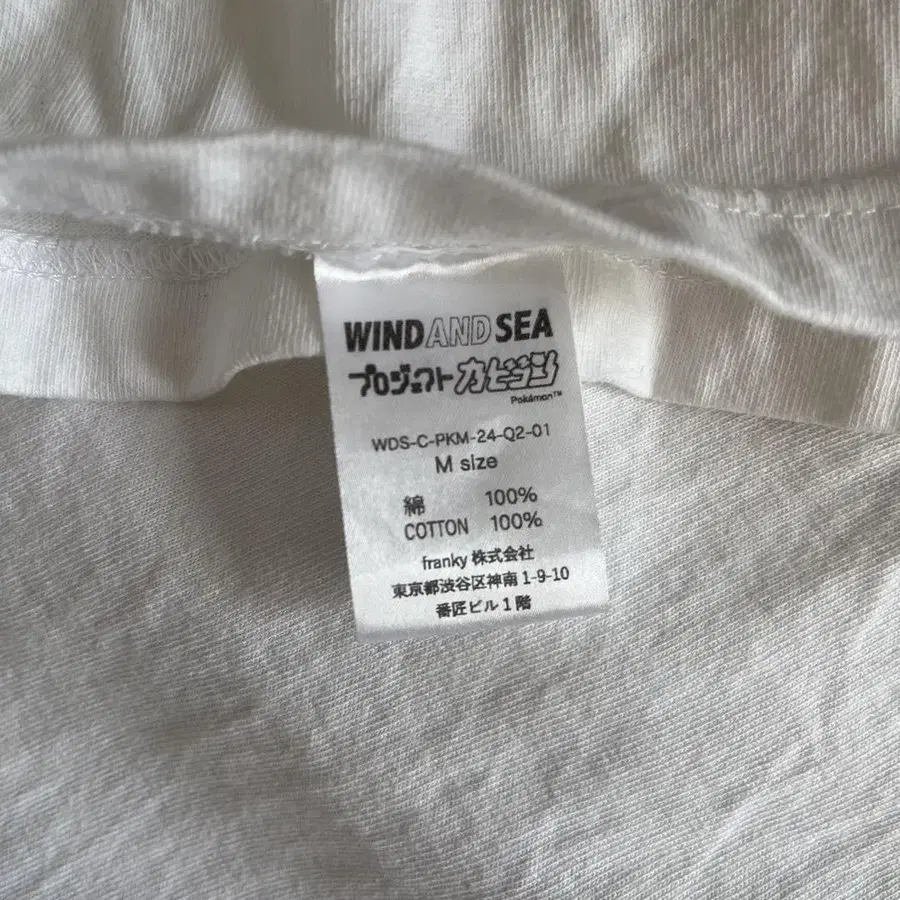 WIND AND SEA
プロジェクト カビゴン
Pokémon™
WDS-C-PKM-24-Q2-01
M size
綿 100%
COTTON 100%
franky 株式会社
東京都渋谷区神南 1-9-10
番匠ビル 1 階